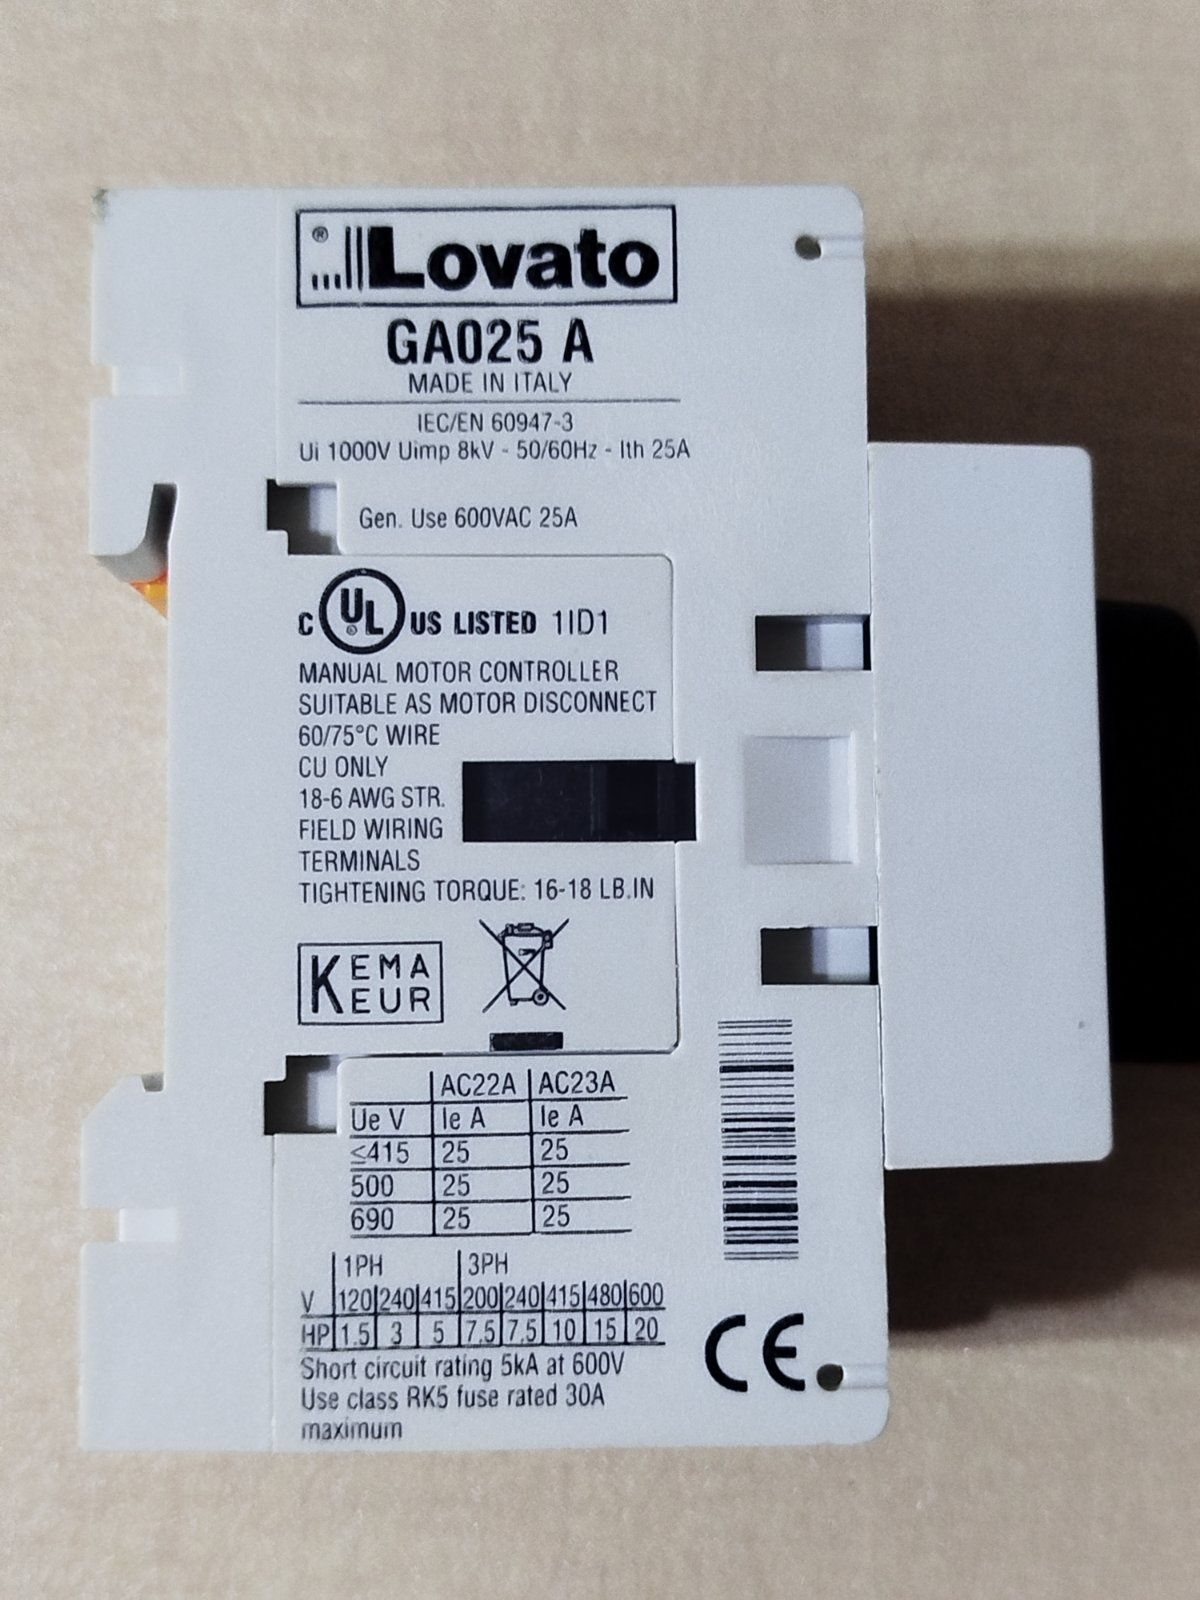 ® Lovato
GA025 A
MADE IN ITALY
IEC/EN 60947-3
Ui 1000V Uimp 8kV - 50/60Hz - Ith 25A
Gen. Use 600VAC 25A
C UL ® US LISTED 1ID1
MANUAL MOTOR CONTROLLER
SUITABLE AS MOTOR DISCONNECT
60/75°C WIRE
CU ONLY
18-6 AWG STR.
FIELD WIRING
TERMINALS
TIGHTENING TORQUE: 16-18 LB.IN
KEMA
EUR
AC22A AC23A
Ue V Ie A Ie A
≤415 25 25
500 25 25
690 25 25
1PH 3PH
V 120 240 415 200 240 415 480 600
HP 1.5 3 5 7.5 7.5 10 15 20
Short circuit rating 5kA at 600V
Use class RK5 fuse rated 30A
maximum
CE